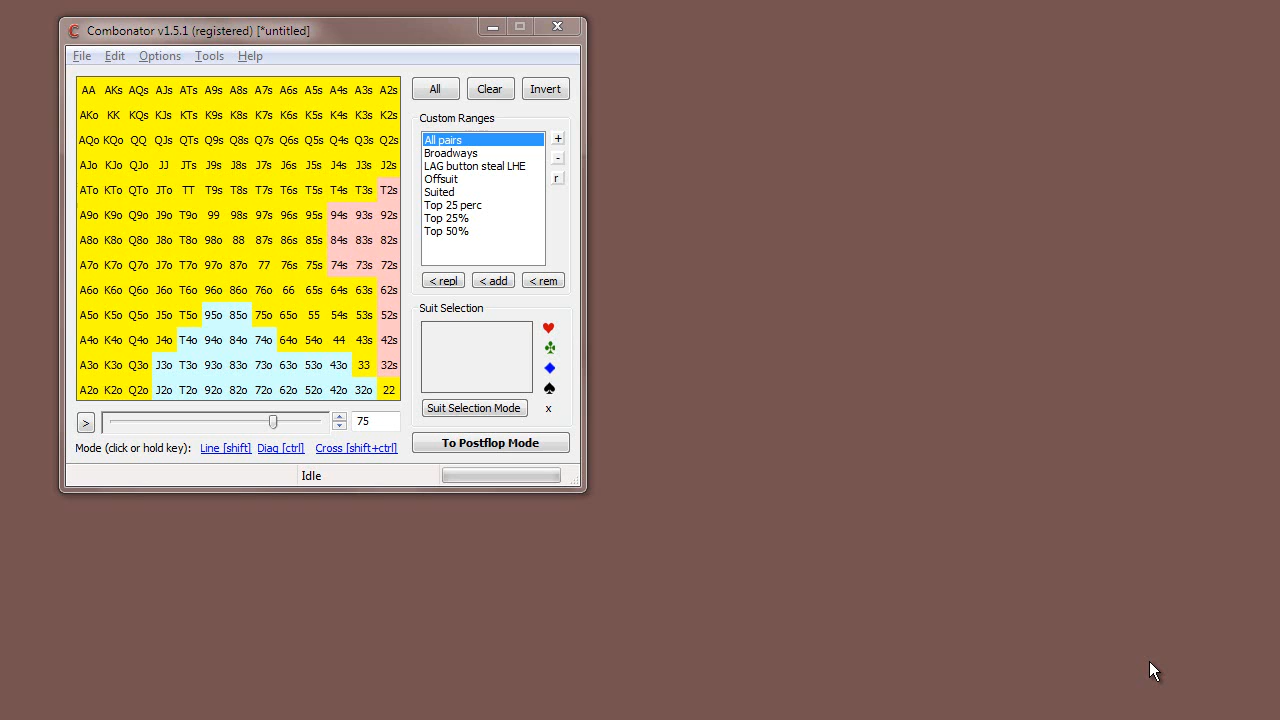 Combonator v1.5.1 (registered) [*untitled]
File Edit Options Tools Help
AA AKs AQs AJs ATs A9s A8s A7s A6s A5s A4s A3s A2s
AKo KK KQs KJs KTs K9s K8s K7s K6s K5s K4s K3s K2s
AQo KQo QQ QJs QTs Q9s Q8s Q7s Q6s Q5s Q4s Q3s Q2s
AJo KJo QJo JJ JTs J9s J8s J7s J6s J5s J4s J3s J2s
ATo KTo QTo JTo TT T9s T8s T7s T6s T5s T4s T3s T2s
A9o K9o Q9o J9o T9o 99 98s 97s 96s 95s 94s 93s 92s
A8o K8o Q8o J8o T8o 98o 88 87s 86s 85s 84s 83s 82s
A7o K7o Q7o J7o T7o 97o 87o 77 76s 75s 74s 73s 72s
A6o K6o Q6o J6o T6o 96o 86o 76o 66 65s 64s 63s 62s
A5o K5o Q5o J5o T5o 95o 85o 75o 65o 55 54s 53s 52s
A4o K4o Q4o J4o T4o 94o 84o 74o 64o 54o 44 43s 42s
A3o K3o Q3o J3o T3o 93o 83o 73o 63o 53o 43o 33 32s
A2o K2o Q2o J2o T2o 92o 82o 72o 62o 52o 42o 32o 22
> 75
Mode (click or hold key): Line [shift] Diag [ctrl] Cross [shift+ctrl]
All Clear Invert
Custom Ranges
All pairs
Broadways
LAG button steal LHE
Offsuit
Suited
Top 25 perc
Top 25%
Top 50%
+
-
r
< repl < add < rem
Suit Selection
Suit Selection Mode x
To Postflop Mode
Idle